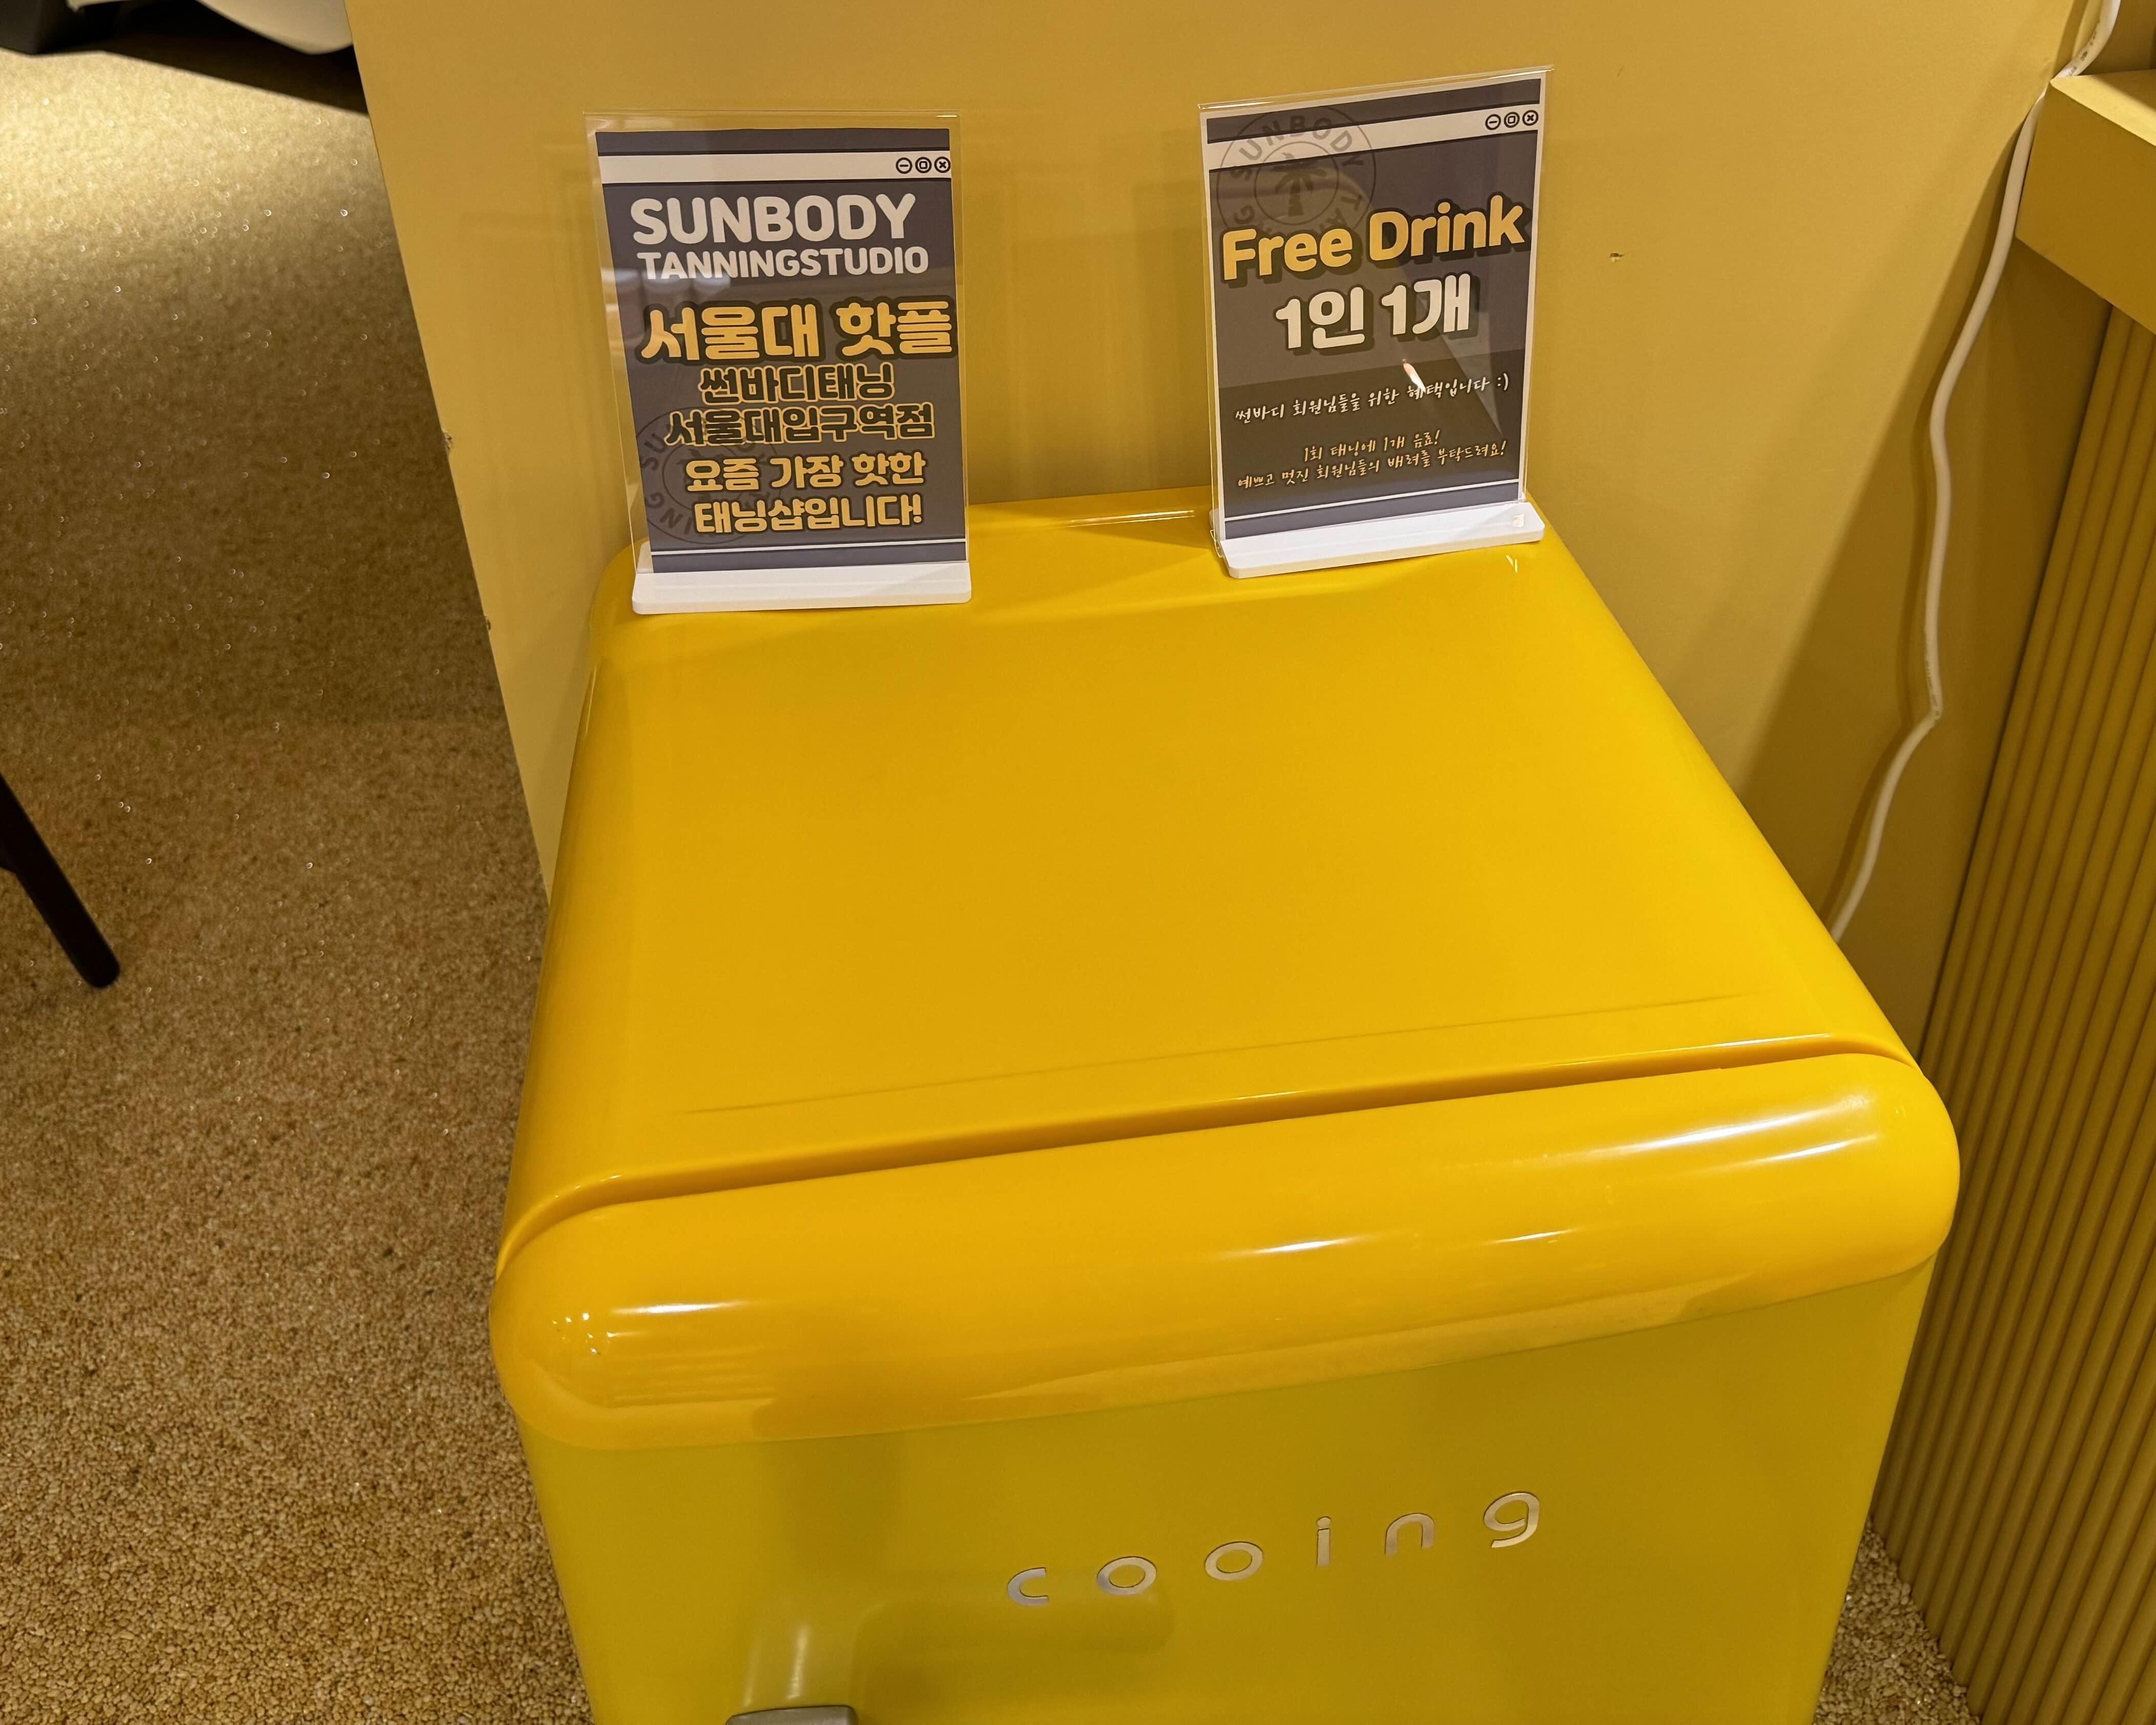 SUNBODY
TANNINGSTUDIO
서울대 핫플
썬바디태닝
서울대입구역점
요즘 가장 핫한
태닝샵입니다!
SUNBODY
Free Drink
1인 1개
썬바디 회원님들을 위한 혜택입니다 :)
1회 태닝에 1개 음료!
예쁘고 멋진 회원님들의 배려를 부탁드려요!
cooing